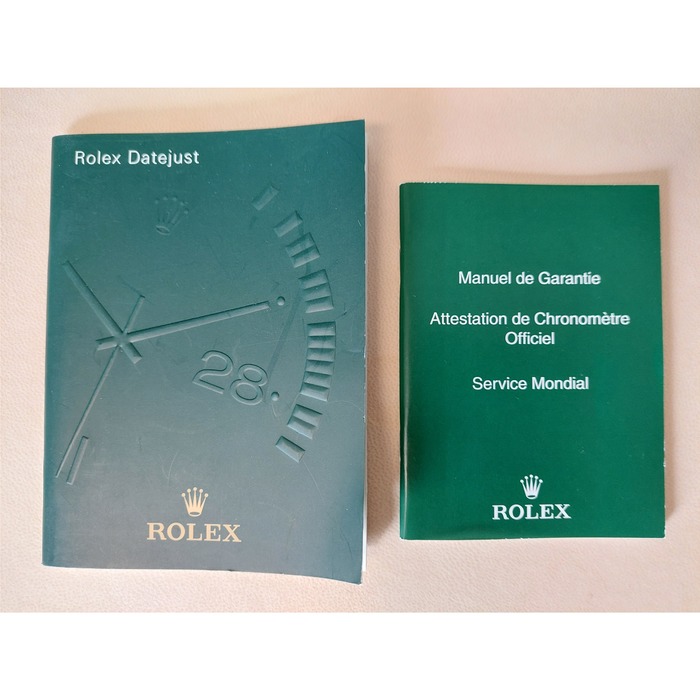 Rolex Datejust
28
ROLEX
Manuel de Garantie
Attestation de Chronomètre
Officiel
Service Mondial
ROLEX